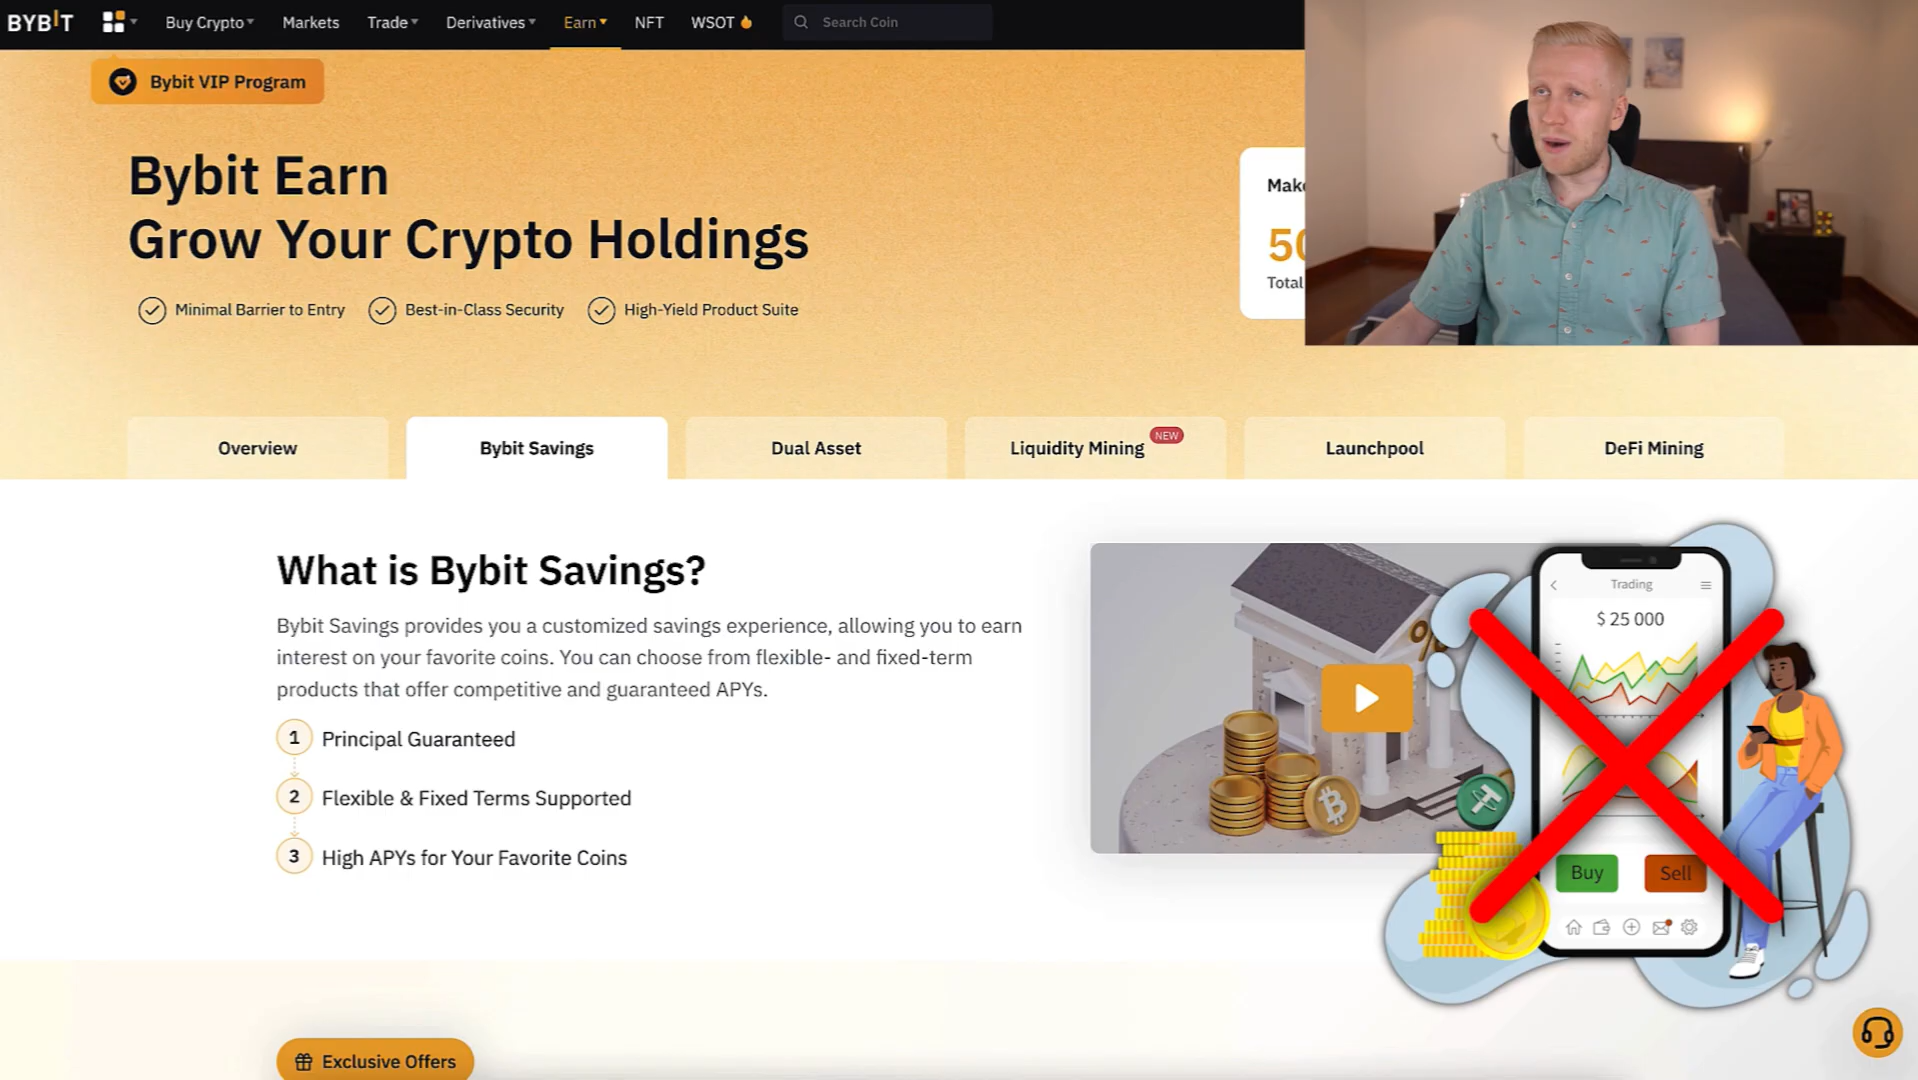 BYBIT
Buy Crypto
Markets
Trade
Derivatives
Earn
NFT
WSOT
Search Coin
Bybit VIP Program
Bybit Earn
Grow Your Crypto Holdings
Minimal Barrier to Entry
Best-in-Class Security
High-Yield Product Suite
Total
Overview
Bybit Savings
Dual Asset
Liquidity Mining
NEW
Launchpool
DeFi Mining
What is Bybit Savings?
Bybit Savings provides you a customized savings experience, allowing you to earn
interest on your favorite coins. You can choose from flexible- and fixed-term
products that offer competitive and guaranteed APYs.
1 Principal Guaranteed
2 Flexible & Fixed Terms Supported
3 High APYs for Your Favorite Coins
%
Trading
$ 25 000
Buy
Sell
Exclusive Offers